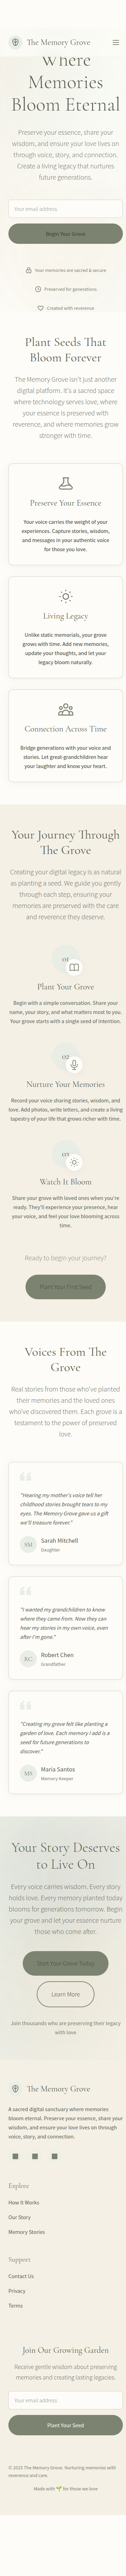 The Memory Grove
Where
Memories
Bloom Eternal
Preserve your essence, share your
wisdom, and ensure your love lives on
through voice, story, and connection.
Create a living legacy that nurtures
future generations.
Your email address
Begin Your Grove
Your memories are sacred & secure
Preserved for generations
Created with reverence
Plant Seeds That
Bloom Forever
The Memory Grove isn't just another
digital platform. It's a sacred space
where technology serves love, where
your essence is preserved with
reverence, and where memories grow
stronger with time.
Preserve Your Essence
Your voice carries the weight of your
experiences. Capture stories, wisdom,
and messages in your authentic voice
for those you love.
Living Legacy
Unlike static memorials, your grove
grows with time. Add new memories,
update your thoughts, and let your
legacy bloom naturally.
Connection Across Time
Bridge generations with your voice and
stories. Let great-grandchildren hear
your laughter and know your heart.
Your Journey Through
The Grove
Creating your digital legacy is as natural
as planting a seed. We guide you gently
through each step, ensuring your
memories are preserved with the care
and reverence they deserve.
01
Plant Your Grove
Begin with a simple conversation. Share your
name, your story, and what matters most to you.
Your grove starts with a single seed of intention.
02
Nurture Your Memories
Record your voice sharing stories, wisdom, and
love. Add photos, write letters, and create a living
tapestry of your life that grows richer with time.
03
Watch It Bloom
Share your grove with loved ones when you're
ready. They'll experience your presence, hear
your voice, and feel your love blooming across
time.
Ready to begin your journey?
Plant Your First Seed
Voices From The
Grove
Real stories from those who've planted
their memories and the loved ones
who've discovered them. Each grove is a
testament to the power of preserved
love.
"Hearing my mother's voice tell her
childhood stories brought tears to my
eyes. The Memory Grove gave us a gift
we'll treasure forever."
SM
Sarah Mitchell
Daughter
"I wanted my grandchildren to know
where they came from. Now they can
hear my stories in my own voice, even
after I'm gone."
RC
Robert Chen
Grandfather
"Creating my grove felt like planting a
garden of love. Each memory I add is a
seed for future generations to
discover."
MS
Maria Santos
Memory Keeper
Your Story Deserves
to Live On
Every voice carries wisdom. Every story
holds love. Every memory planted today
blooms for generations tomorrow. Begin
your grove and let your essence nurture
those who come after.
Start Your Grove Today
Learn More
Join thousands who are preserving their legacy
with love
The Memory Grove
A sacred digital sanctuary where memories
bloom eternal. Preserve your essence, share your
wisdom, and ensure your love lives on through
voice, story, and connection.
Explore
How It Works
Our Story
Memory Stories
Support
Contact Us
Privacy
Terms
Join Our Growing Garden
Receive gentle wisdom about preserving
memories and creating lasting legacies.
Your email address
Plant Your Seed
© 2025 The Memory Grove. Nurturing memories with
reverence and care.
Made with 🌱 for those we love